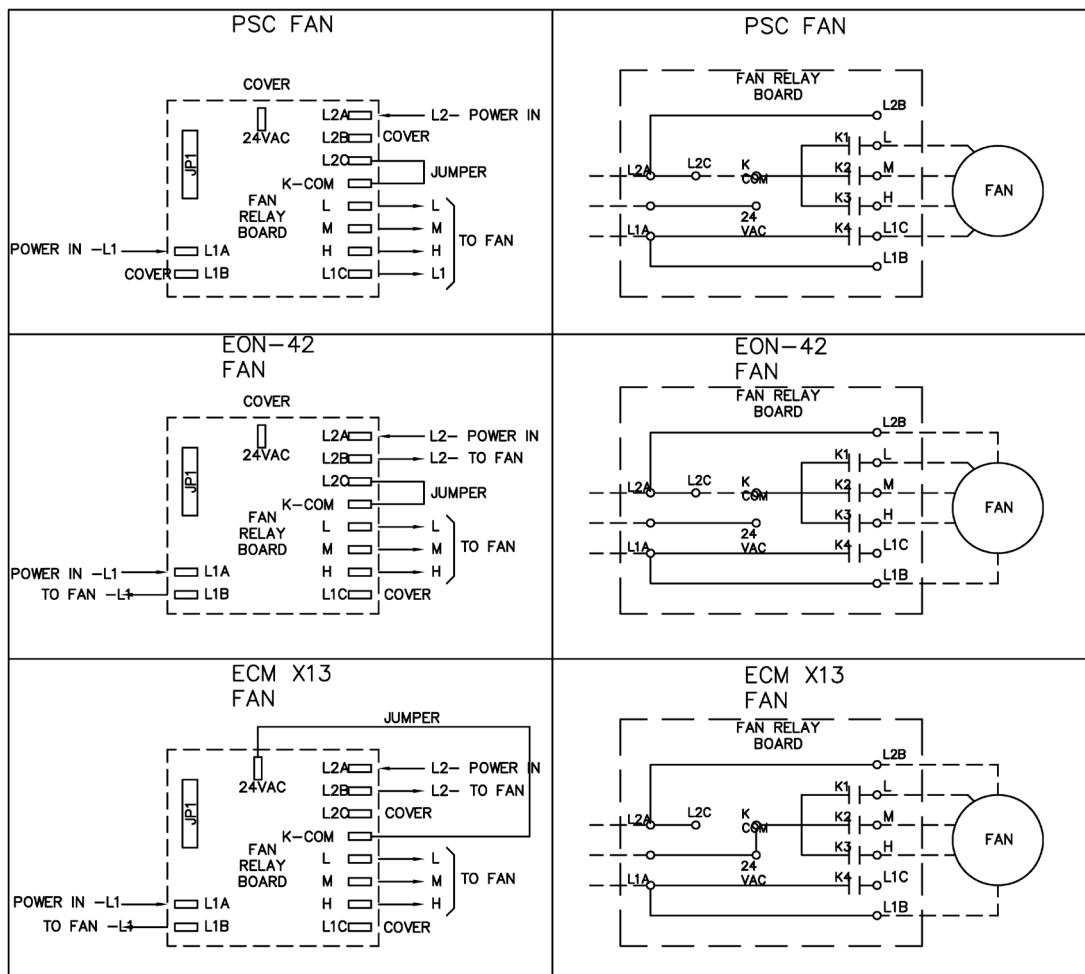 PSC FAN
COVER
L2A
L2- POWER IN
24VAC
L2B
COVER
JP1
L2C
JUMPER
K-COM
FAN
RELAY
BOARD
L
L
M
M
TO FAN
H
H
POWER IN -L1
L1A
COVER
L1B
L1C
L1
PSC FAN
FAN RELAY
BOARD
L2B
K1
L
L2A
L2C
K
COM
K2
M
FAN
K3
H
L1A
24
VAC
K4
L1C
L1B
EON-42
FAN
COVER
L2A
L2- POWER IN
24VAC
L2B
L2- TO FAN
JP1
L2C
JUMPER
K-COM
FAN
RELAY
BOARD
L
L
M
M
TO FAN
H
H
POWER IN -L1
L1A
TO FAN -L1
L1B
L1C
COVER
EON-42
FAN
FAN RELAY
BOARD
L2B
K1
L
L2A
L2C
K
COM
K2
M
FAN
K3
H
L1A
24
VAC
K4
L1C
L1B
ECM X13
FAN
JUMPER
L2A
L2- POWER IN
24VAC
L2B
L2- TO FAN
JP1
L2C
COVER
K-COM
FAN
RELAY
BOARD
L
L
M
M
TO FAN
H
H
POWER IN -L1
L1A
TO FAN -L1
L1B
L1C
COVER
ECM X13
FAN
FAN RELAY
BOARD
L2B
K1
L
L2A
L2C
K
COM
K2
M
FAN
K3
H
L1A
24
VAC
K4
L1C
L1B